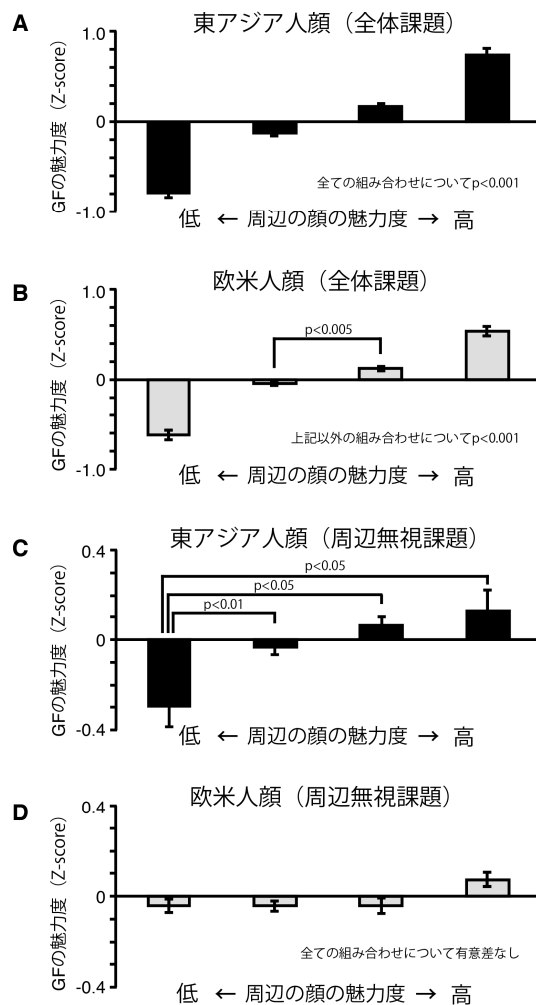 A
東アジア人顔（全体課題）
GFの魅力度（Z-score）
1.0
0
-1.0
全ての組み合わせについてp<0.001
低 ← 周辺の顔の魅力度 → 高
B
欧米人顔（全体課題）
GFの魅力度（Z-score）
1.0
0
-1.0
p<0.005
上記以外の組み合わせについてp<0.001
低 ← 周辺の顔の魅力度 → 高
C
東アジア人顔（周辺無視課題）
GFの魅力度（Z-score）
0.4
0
-0.4
p<0.05
p<0.05
p<0.01
低 ← 周辺の顔の魅力度 → 高
D
欧米人顔（周辺無視課題）
GFの魅力度（Z-score）
0.4
0
-0.4
全ての組み合わせについて有意差なし
低 ← 周辺の顔の魅力度 → 高